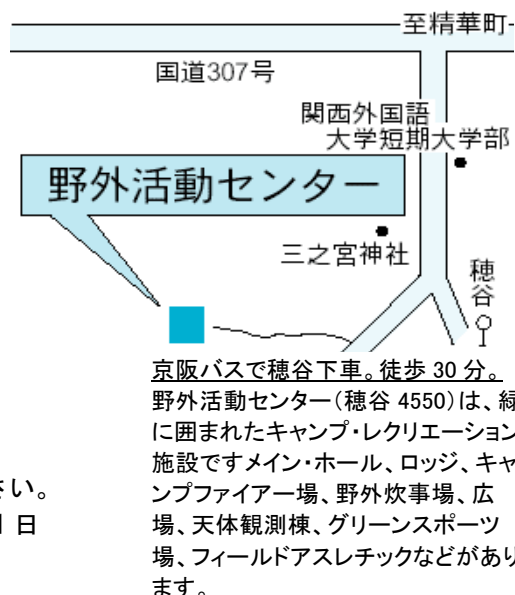 至精華町
国道307号
関西外国語
大学短期大学部
野外活動センター
三之宮神社
穂谷
京阪バスで穂谷下車。徒歩 30 分。
野外活動センター(穂谷 4550)は、緑
に囲まれたキャンプ・レクリエーション
施設ですメイン・ホール、ロッジ、キャ
ンプファイアー場、野外炊事場、広
場、天体観測棟、グリーンスポーツ
場、フィールドアスレチックなどがあり
ます。
さい。
日